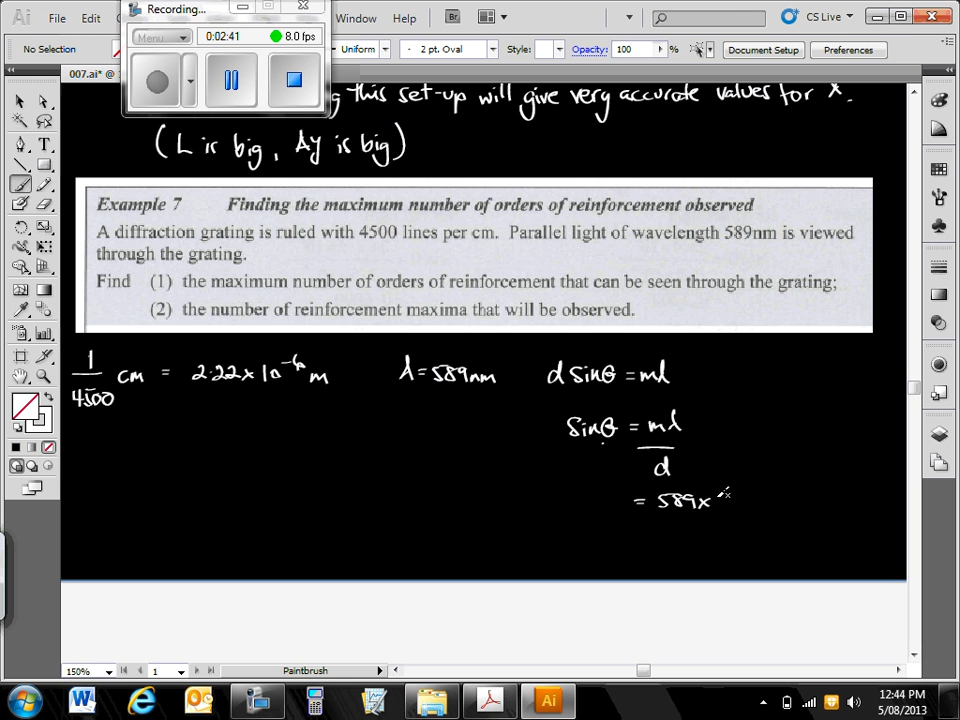 Recording...
Ai File Edi Window Help Br CS Live
Menu 0:02:41 8.0 fps
No Selection Uniform 2 pt. Oval Style: Opacity: 100 Document Setup Preferences
007.ai* @
this set-up will give very accurate values for λ.
(L is big, Δy is big)
Example 7 Finding the maximum number of orders of reinforcement observed
A diffraction grating is ruled with 4500 lines per cm. Parallel light of wavelength 589nm is viewed
through the grating.
Find (1) the maximum number of orders of reinforcement that can be seen through the grating;
(2) the number of reinforcement maxima that will be observed.
1/4500 cm = 2.22 x 10⁻⁶ m λ = 589nm d sinθ = mλ
sinθ = mλ/d
= 589x
150% 1 Paintbrush
12:44 PM
5/08/2013